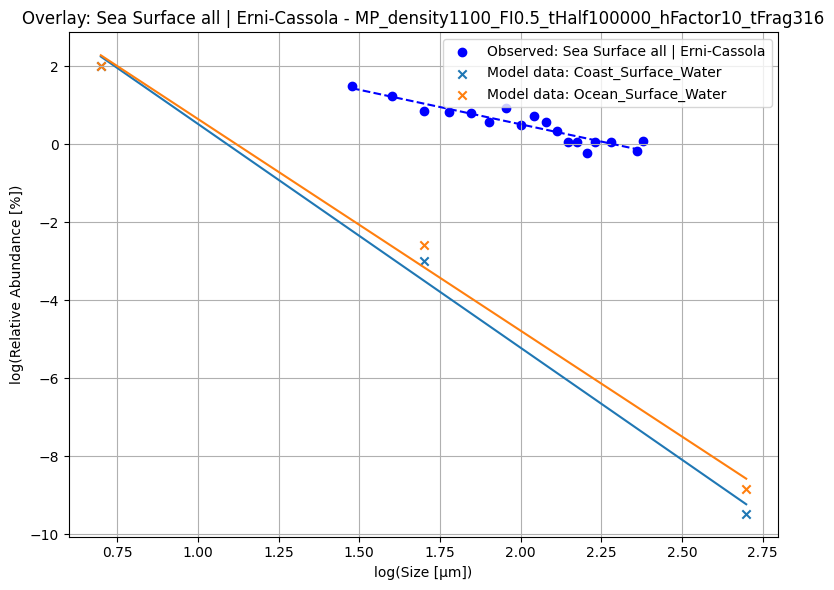 Overlay: Sea Surface all | Erni-Cassola - MP_density1100_FI0.5_tHalf100000_hFactor10_tFrag316
Observed: Sea Surface all | Erni-Cassola
Model data: Coast_Surface_Water
Model data: Ocean_Surface_Water
log(Relative Abundance [%])
2
0
−2
−4
−6
−8
−10
0.75 1.00 1.25 1.50 1.75 2.00 2.25 2.50 2.75
log(Size [μm])